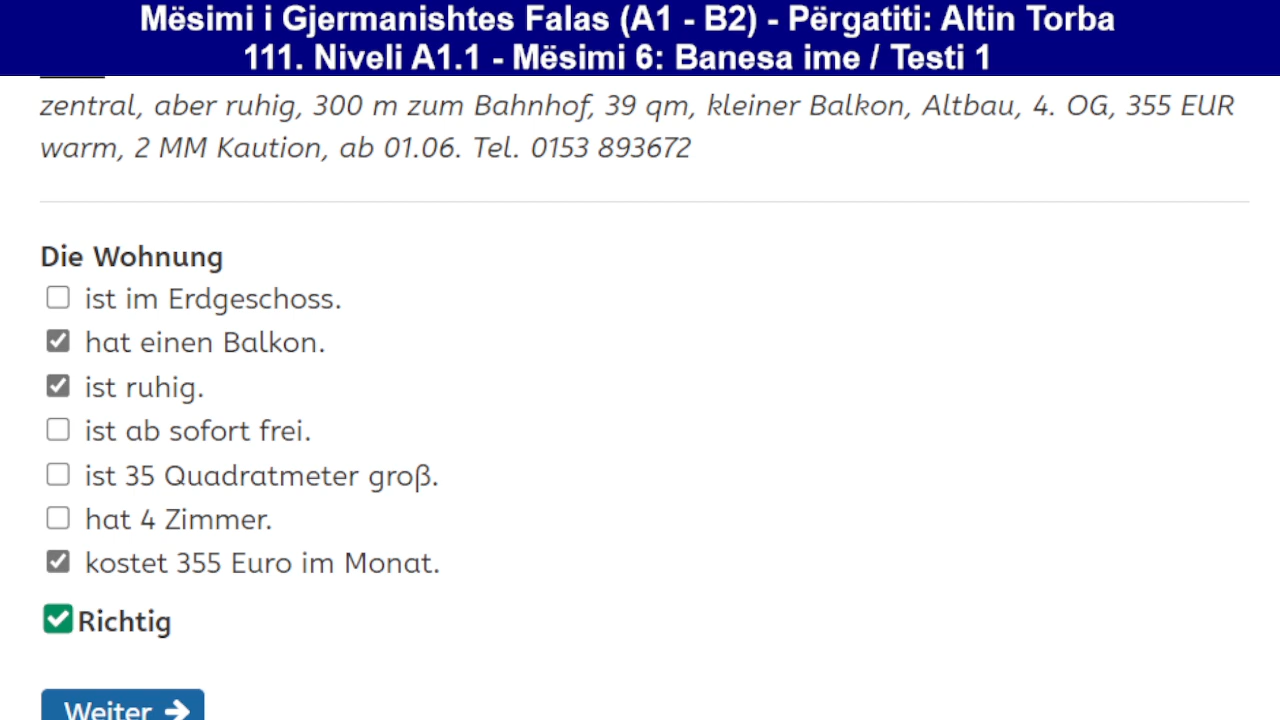 Mësimi i Gjermanishtes Falas (A1 - B2) - Përgatiti: Altin Torba
111. Niveli A1.1 - Mësimi 6: Banesa ime / Testi 1
zentral, aber ruhig, 300 m zum Bahnhof, 39 qm, kleiner Balkon, Altbau, 4. OG, 355 EUR
warm, 2 MM Kaution, ab 01.06. Tel. 0153 893672
Die Wohnung
ist im Erdgeschoss.
hat einen Balkon.
ist ruhig.
ist ab sofort frei.
ist 35 Quadratmeter groß.
hat 4 Zimmer.
kostet 355 Euro im Monat.
Richtig
Weiter